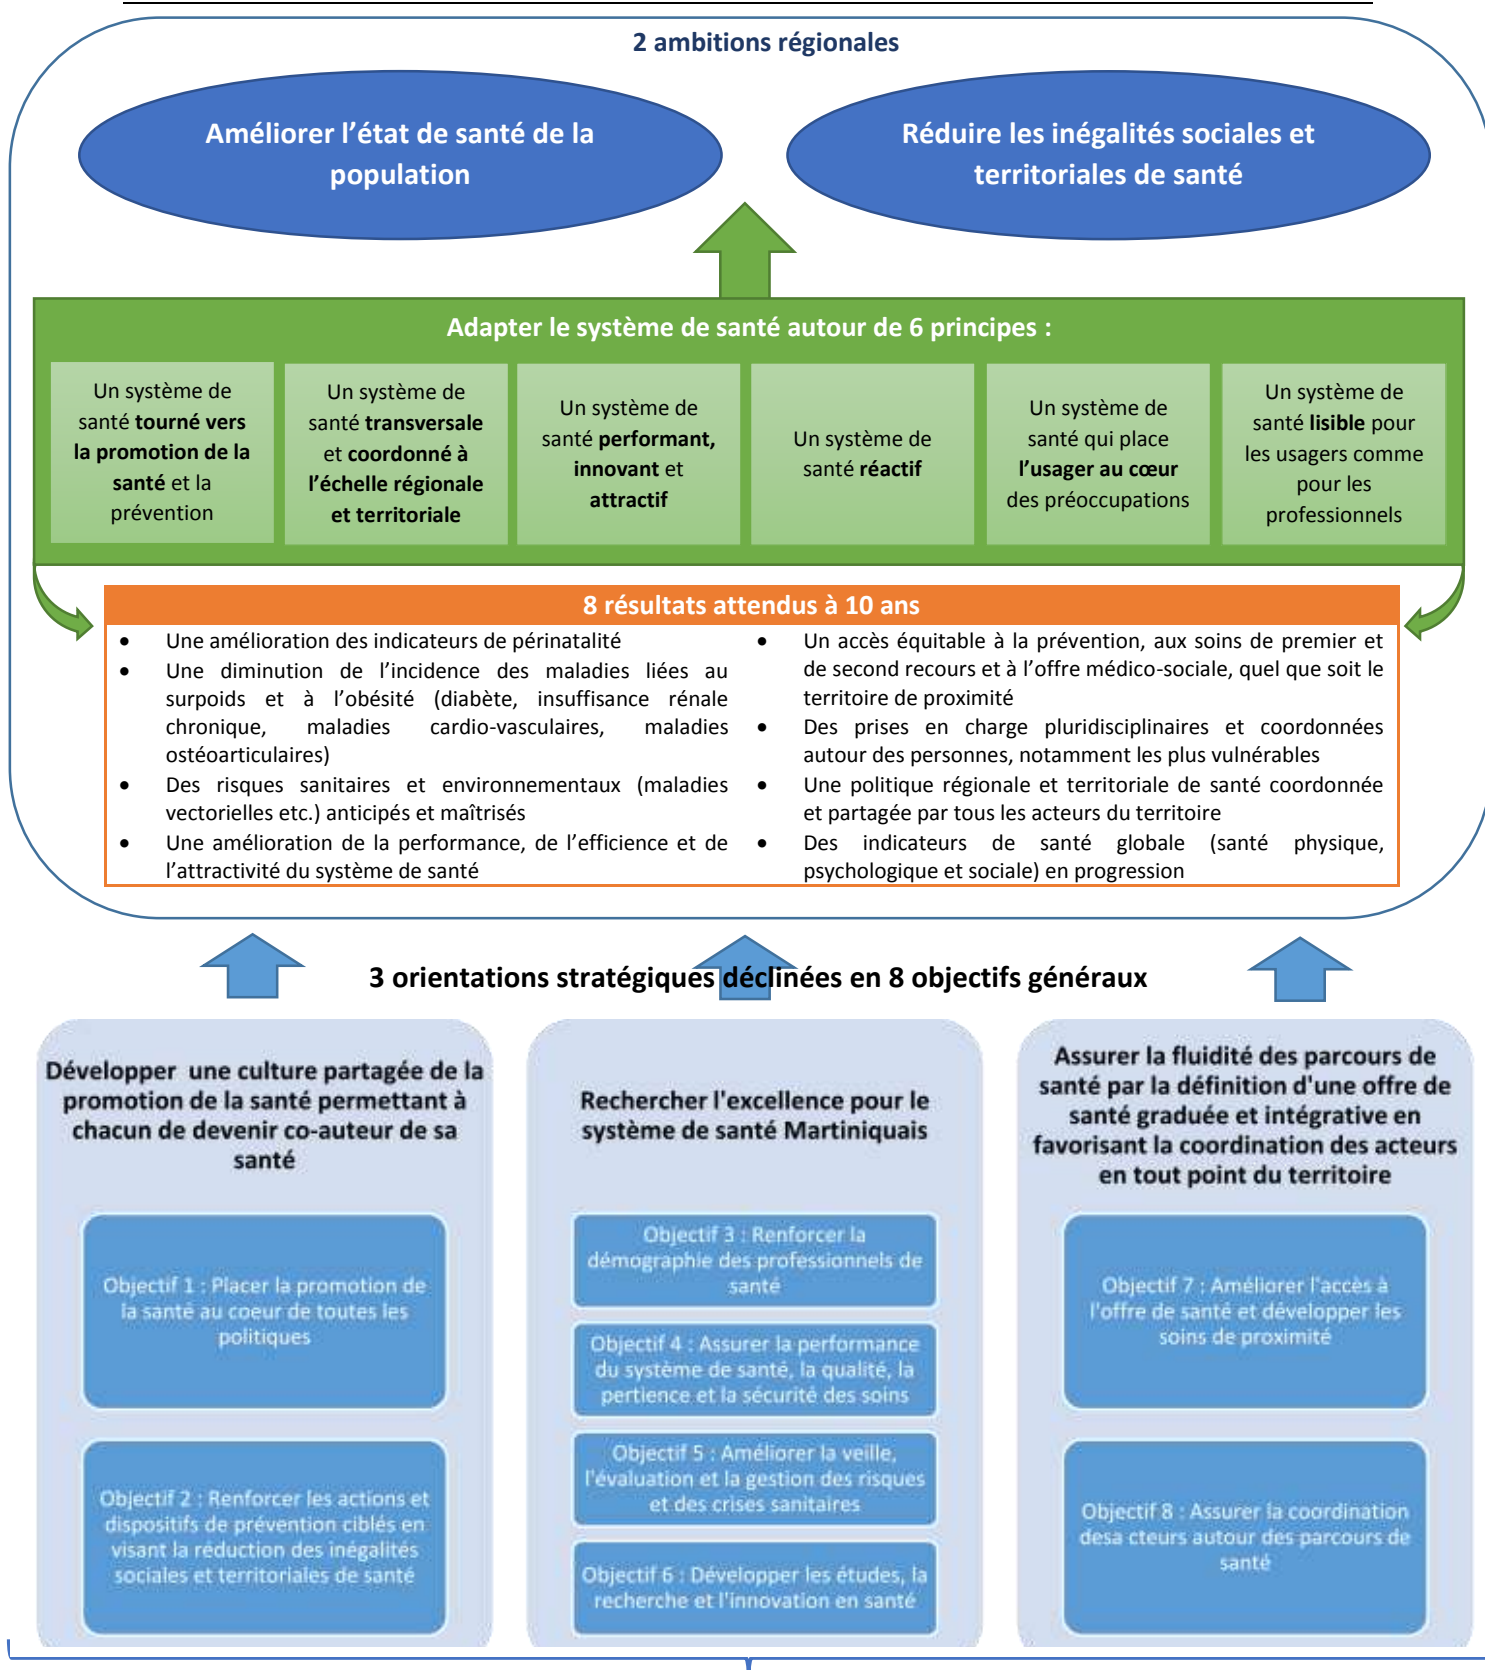 2 ambitions régionales
Améliorer l’état de santé de la
population
Réduire les inégalités sociales et
territoriales de santé
Adapter le système de santé autour de 6 principes :
Un système de
santé tourné vers
la promotion de la
santé et la
prévention
Un système de
santé transversale
et coordonné à
l’échelle régionale
et territoriale
Un système de
santé performant,
innovant et
attractif
Un système de
santé réactif
Un système de
santé qui place
l’usager au cœur
des préoccupations
Un système de
santé lisible pour
les usagers comme
pour les
professionnels
8 résultats attendus à 10 ans
• Une amélioration des indicateurs de périnatalité
• Une diminution de l’incidence des maladies liées au
surpoids et à l’obésité (diabète, insuffisance rénale
chronique, maladies cardio-vasculaires, maladies
ostéoarticulaires)
• Des risques sanitaires et environnementaux (maladies
vectorielles etc.) anticipés et maîtrisés
• Une amélioration de la performance, de l’efficience et de
l’attractivité du système de santé
• Un accès équitable à la prévention, aux soins de premier et
de second recours et à l’offre médico-sociale, quel que soit le
territoire de proximité
• Des prises en charge pluridisciplinaires et coordonnées
autour des personnes, notamment les plus vulnérables
• Une politique régionale et territoriale de santé coordonnée
et partagée par tous les acteurs du territoire
• Des indicateurs de santé globale (santé physique,
psychologique et sociale) en progression
3 orientations stratégiques déclinées en 8 objectifs généraux
Développer une culture partagée de la
promotion de la santé permettant à
chacun de devenir co-auteur de sa
santé
Objectif 1 : Placer la promotion de
la santé au coeur de toutes les
politiques
Objectif 2 : Renforcer les actions et
dispositifs de prévention ciblés en
visant la réduction des inégalités
sociales et territoriales de santé
Rechercher l'excellence pour le
système de santé Martiniquais
Objectif 3 : Renforcer la
démographie des professionnels de
santé
Objectif 4 : Assurer la performance
du système de santé, la qualité, la
pertience et la sécurité des soins
Objectif 5 : Améliorer la veille,
l'évaluation et la gestion des risques
et des crises sanitaires
Objectif 6 : Développer les études, la
recherche et l'innovation en santé
Assurer la fluidité des parcours de
santé par la définition d'une offre de
santé graduée et intégrative en
favorisant la coordination des acteurs
en tout point du territoire
Objectif 7 : Améliorer l'accès à
l'offre de santé et développer les
soins de proximité
Objectif 8 : Assurer la coordination
desa cteurs autour des parcours de
santé